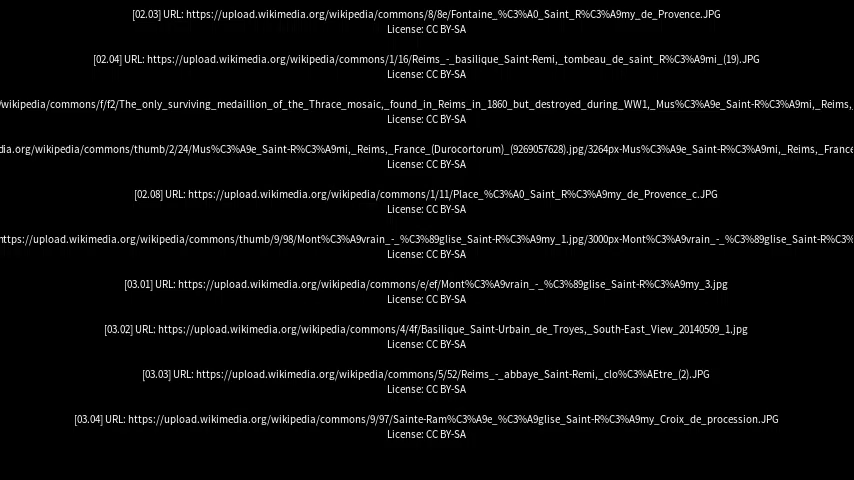 [02.03] URL: https://upload.wikimedia.org/wikipedia/commons/8/8e/Fontaine_%C3%A0_Saint_R%C3%A9my_de_Provence.JPG
License: CC BY-SA
[02.04] URL: https://upload.wikimedia.org/wikipedia/commons/1/16/Reims_-_basilique_Saint-Remi,_tombeau_de_saint_R%C3%A9mi_(19).JPG
License: CC BY-SA
/wikipedia/commons/f/f2/The_only_surviving_medaillion_of_the_Thrace_mosaic,_found_in_Reims_in_1860_but_destroyed_during_WW1,_Mus%C3%A9e_Saint-R%C3%A9mi,_Reims,_
License: CC BY-SA
dia.org/wikipedia/commons/thumb/2/24/Mus%C3%A9e_Saint-R%C3%A9mi,_Reims,_France_(Durocortorum)_(9269057628).jpg/3264px-Mus%C3%A9e_Saint-R%C3%A9mi,_Reims,_France
License: CC BY-SA
[02.08] URL: https://upload.wikimedia.org/wikipedia/commons/1/11/Place_%C3%A0_Saint_R%C3%A9my_de_Provence_c.JPG
License: CC BY-SA
https://upload.wikimedia.org/wikipedia/commons/thumb/9/98/Mont%C3%A9vrain_-_%C3%89glise_Saint-R%C3%A9my_1.jpg/3000px-Mont%C3%A9vrain_-_%C3%89glise_Saint-R%C3%
License: CC BY-SA
[03.01] URL: https://upload.wikimedia.org/wikipedia/commons/e/ef/Mont%C3%A9vrain_-_%C3%89glise_Saint-R%C3%A9my_3.jpg
License: CC BY-SA
[03.02] URL: https://upload.wikimedia.org/wikipedia/commons/4/4f/Basilique_Saint-Urbain_de_Troyes,_South-East_View_20140509_1.jpg
License: CC BY-SA
[03.03] URL: https://upload.wikimedia.org/wikipedia/commons/5/52/Reims_-_abbaye_Saint-Remi,_clo%C3%AEtre_(2).JPG
License: CC BY-SA
[03.04] URL: https://upload.wikimedia.org/wikipedia/commons/9/97/Sainte-Ram%C3%A9e_%C3%A9glise_Saint-R%C3%A9my_Croix_de_procession.JPG
License: CC BY-SA